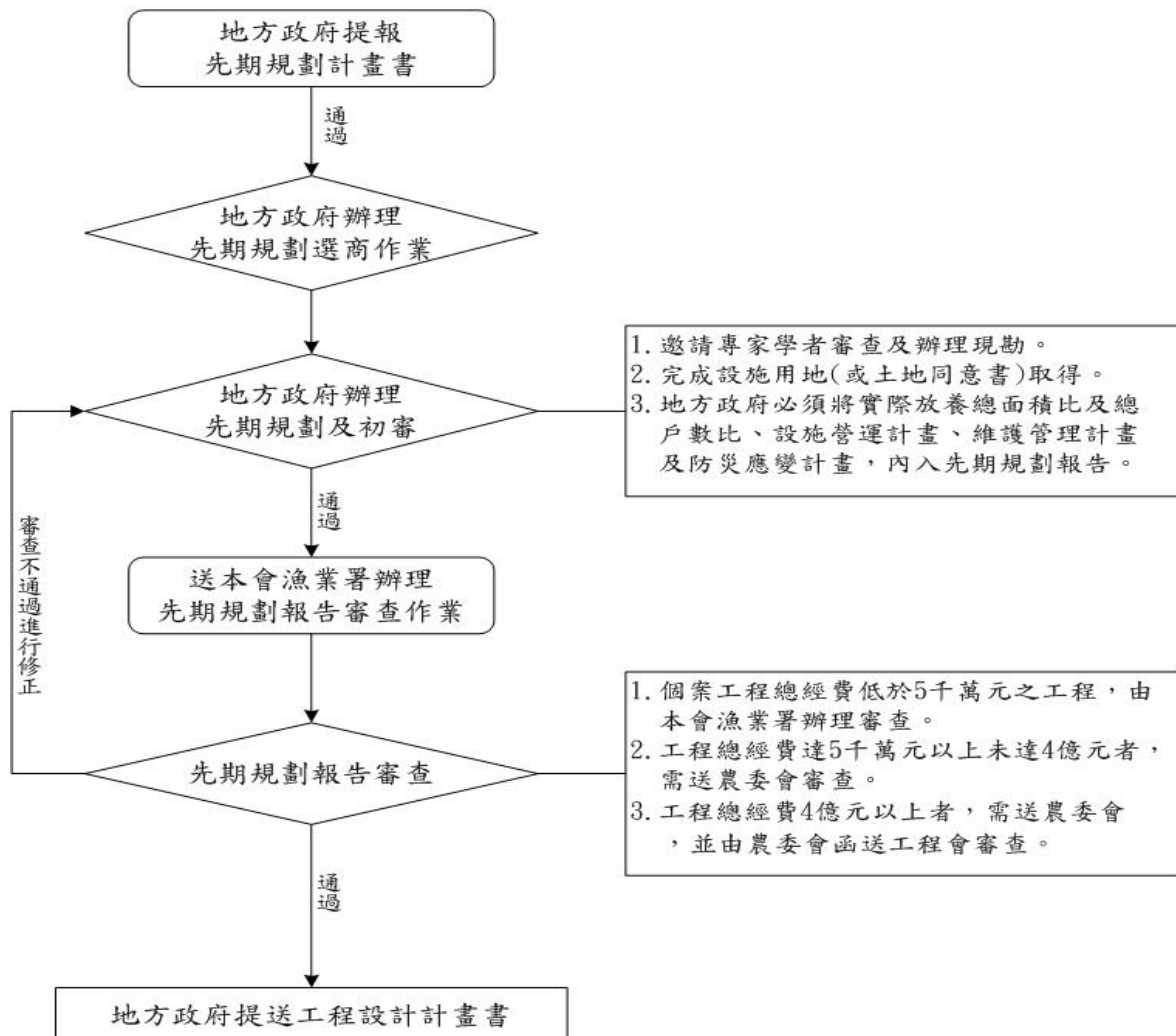 地方政府提報
先期規劃計畫書
通過
地方政府辦理
先期規劃選商作業
地方政府辦理
先期規劃及初審
1. 邀請專家學者審查及辦理現勘。
2. 完成設施用地(或土地同意書)取得。
3. 地方政府必須將實際放養總面積比及總
戶數比、設施營運計畫、維護管理計畫
及防災應變計畫，內入先期規劃報告。
通過
審查不通過進行修正
送本會漁業署辦理
先期規劃報告審查作業
先期規劃報告審查
1. 個案工程總經費低於5千萬元之工程，由
本會漁業署辦理審查。
2. 工程總經費達5千萬元以上未達4億元者，
需送農委會審查。
3. 工程總經費4億元以上者，需送農委會
，並由農委會函送工程會審查。
通過
地方政府提送工程設計計畫書